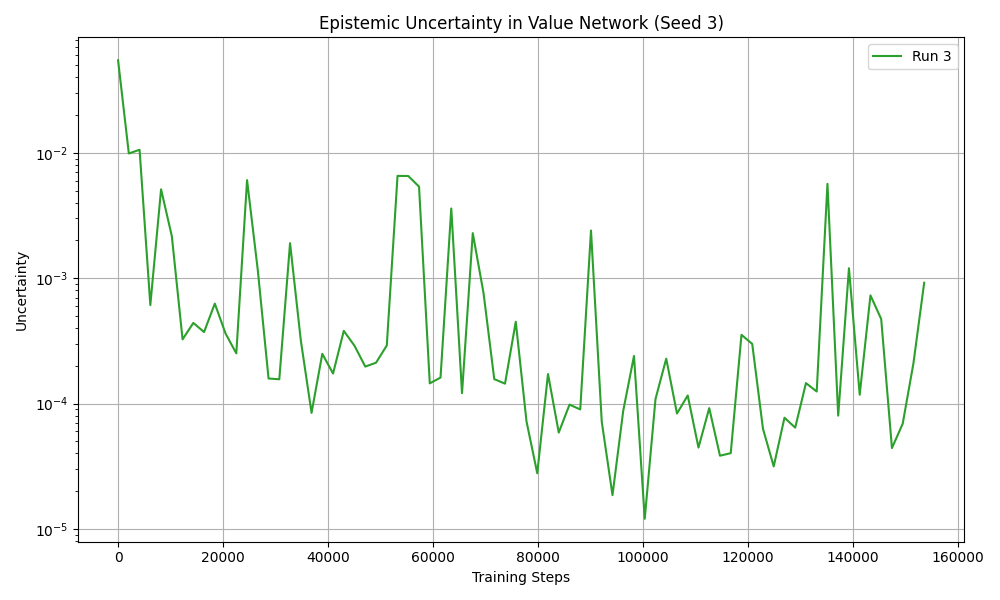 Epistemic Uncertainty in Value Network (Seed 3)
Run 3
Uncertainty
10⁻²
10⁻³
10⁻⁴
10⁻⁵
0 20000 40000 60000 80000 100000 120000 140000 160000
Training Steps